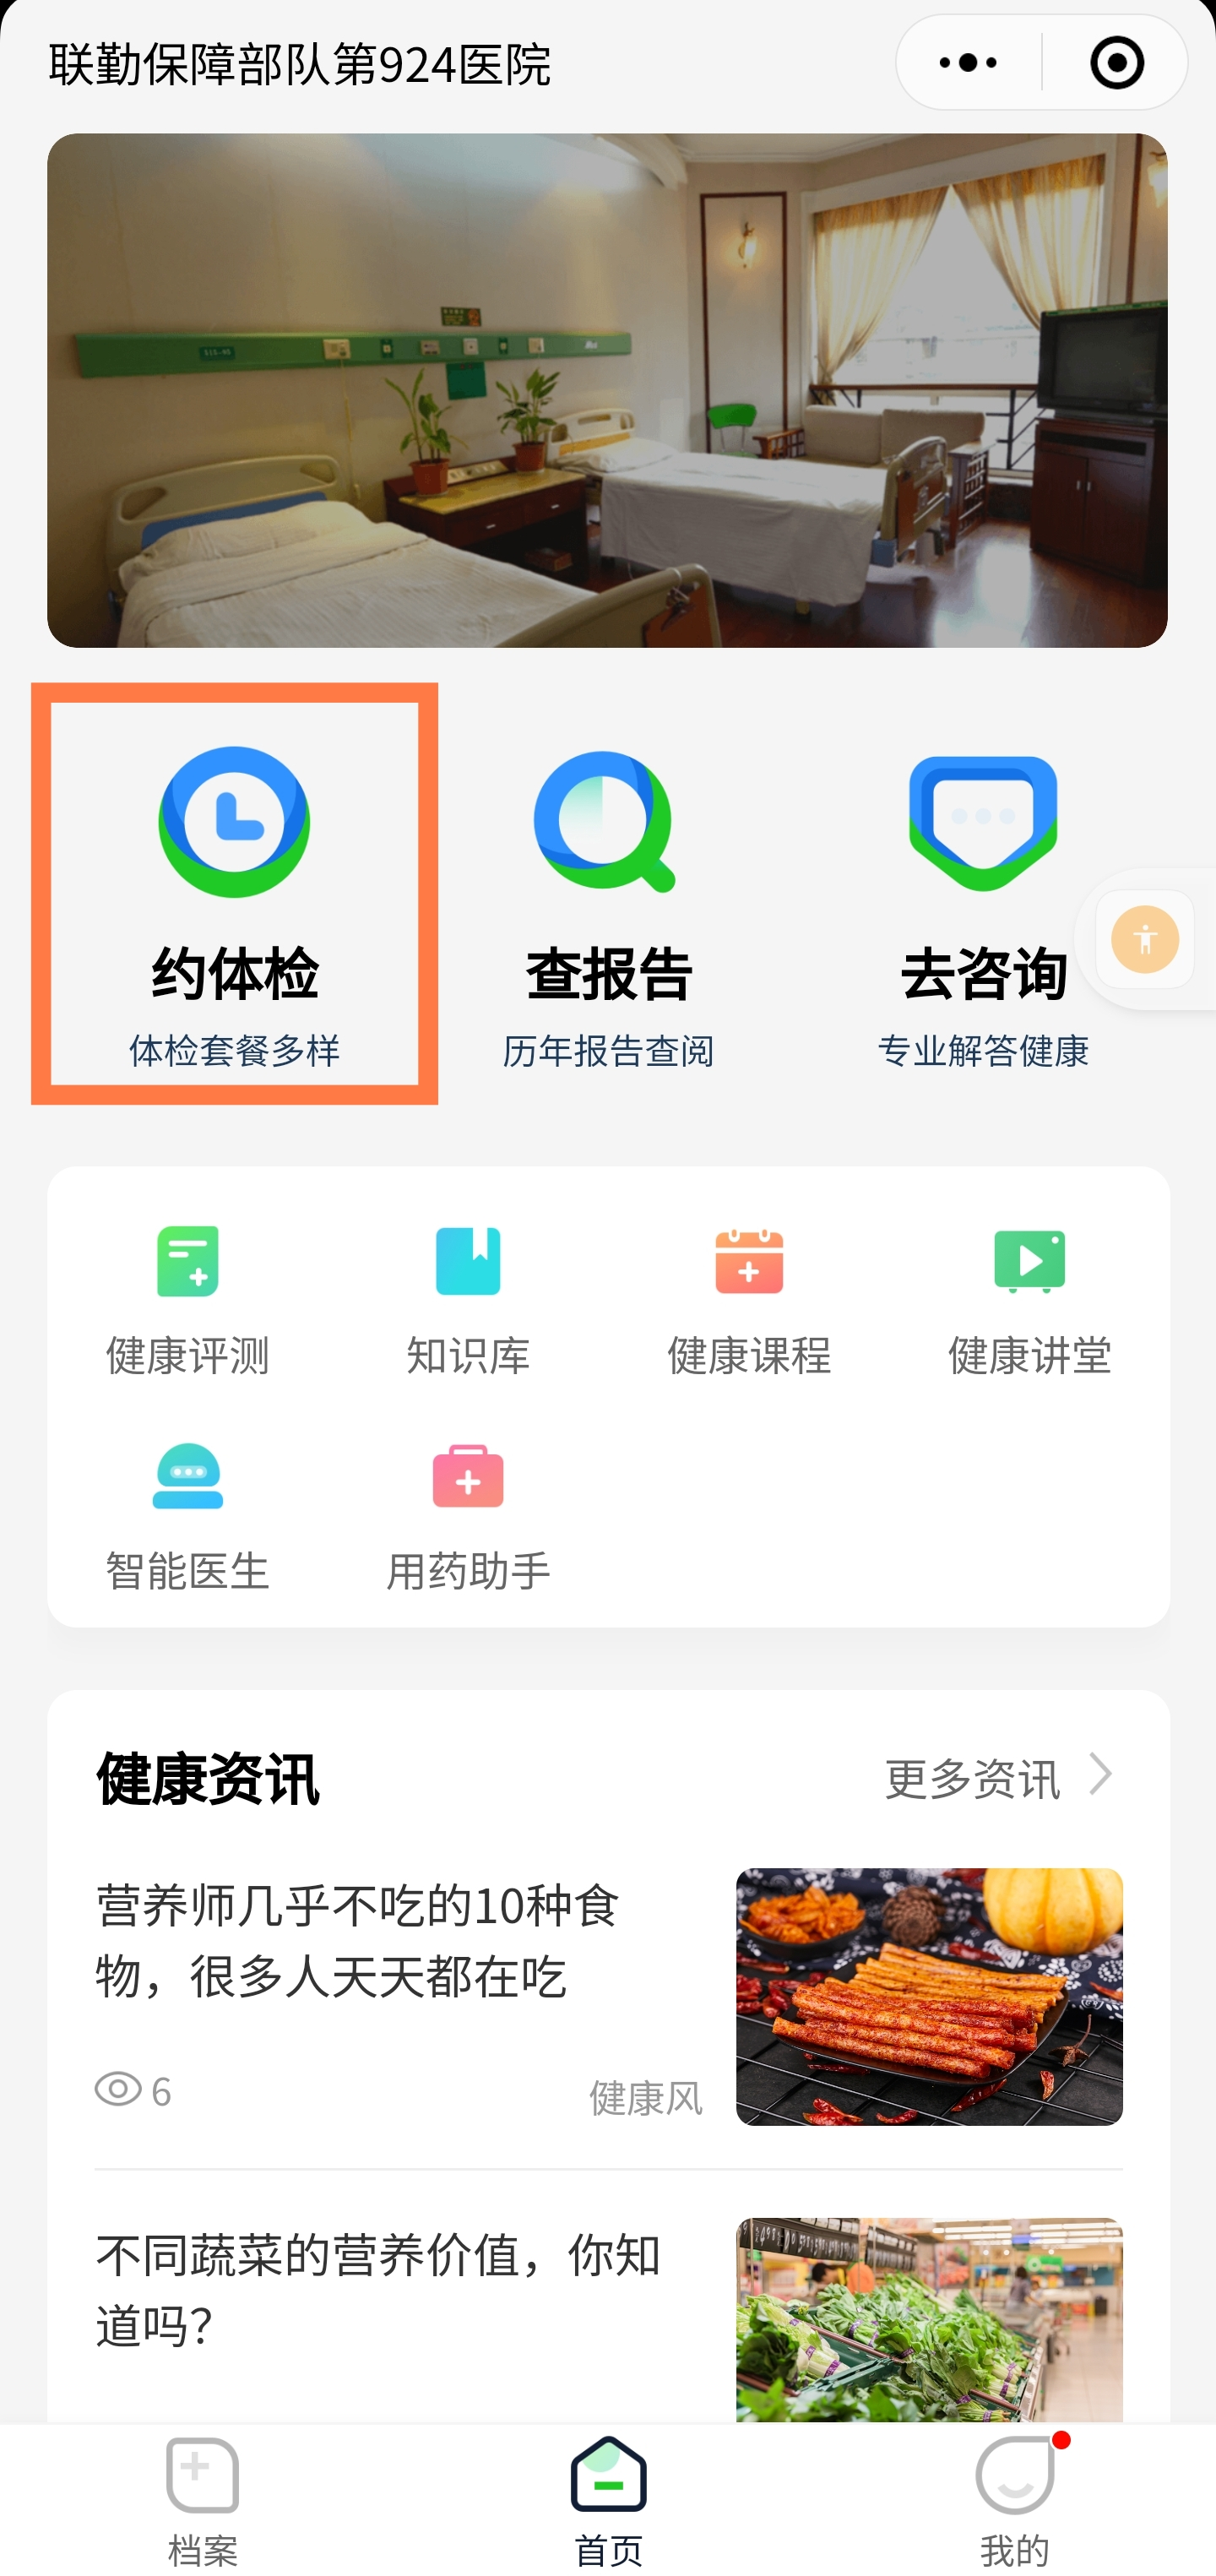 联勤保障部队第924医院
约体检
查报告
去咨询
体检套餐多样
历年报告查阅
专业解答健康
健康评测
知识库
健康课程
健康讲堂
智能医生
用药助手
健康资讯
更多资讯
营养师几乎不吃的10种食
物，很多人天天都在吃
6
健康风
不同蔬菜的营养价值，你知
道吗？
档案
首页
我的